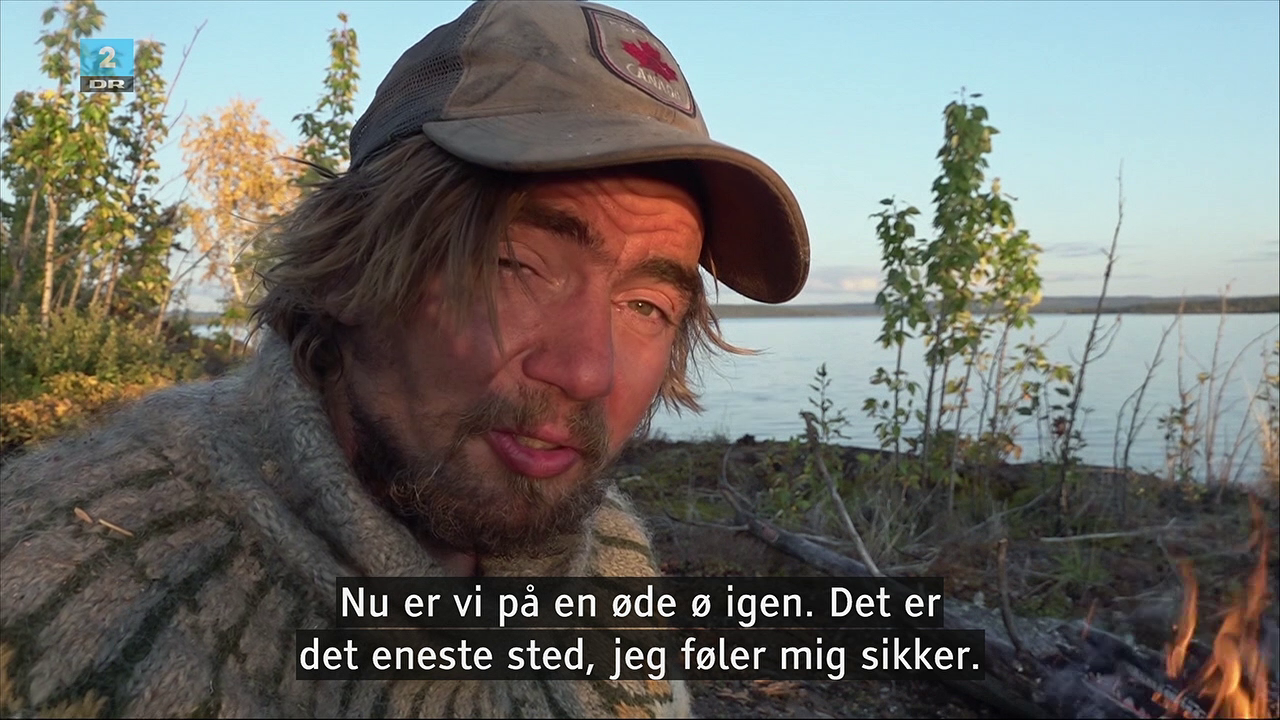 2
DR
CANADA
Nu er vi på en øde ø igen. Det er
det eneste sted, jeg føler mig sikker.